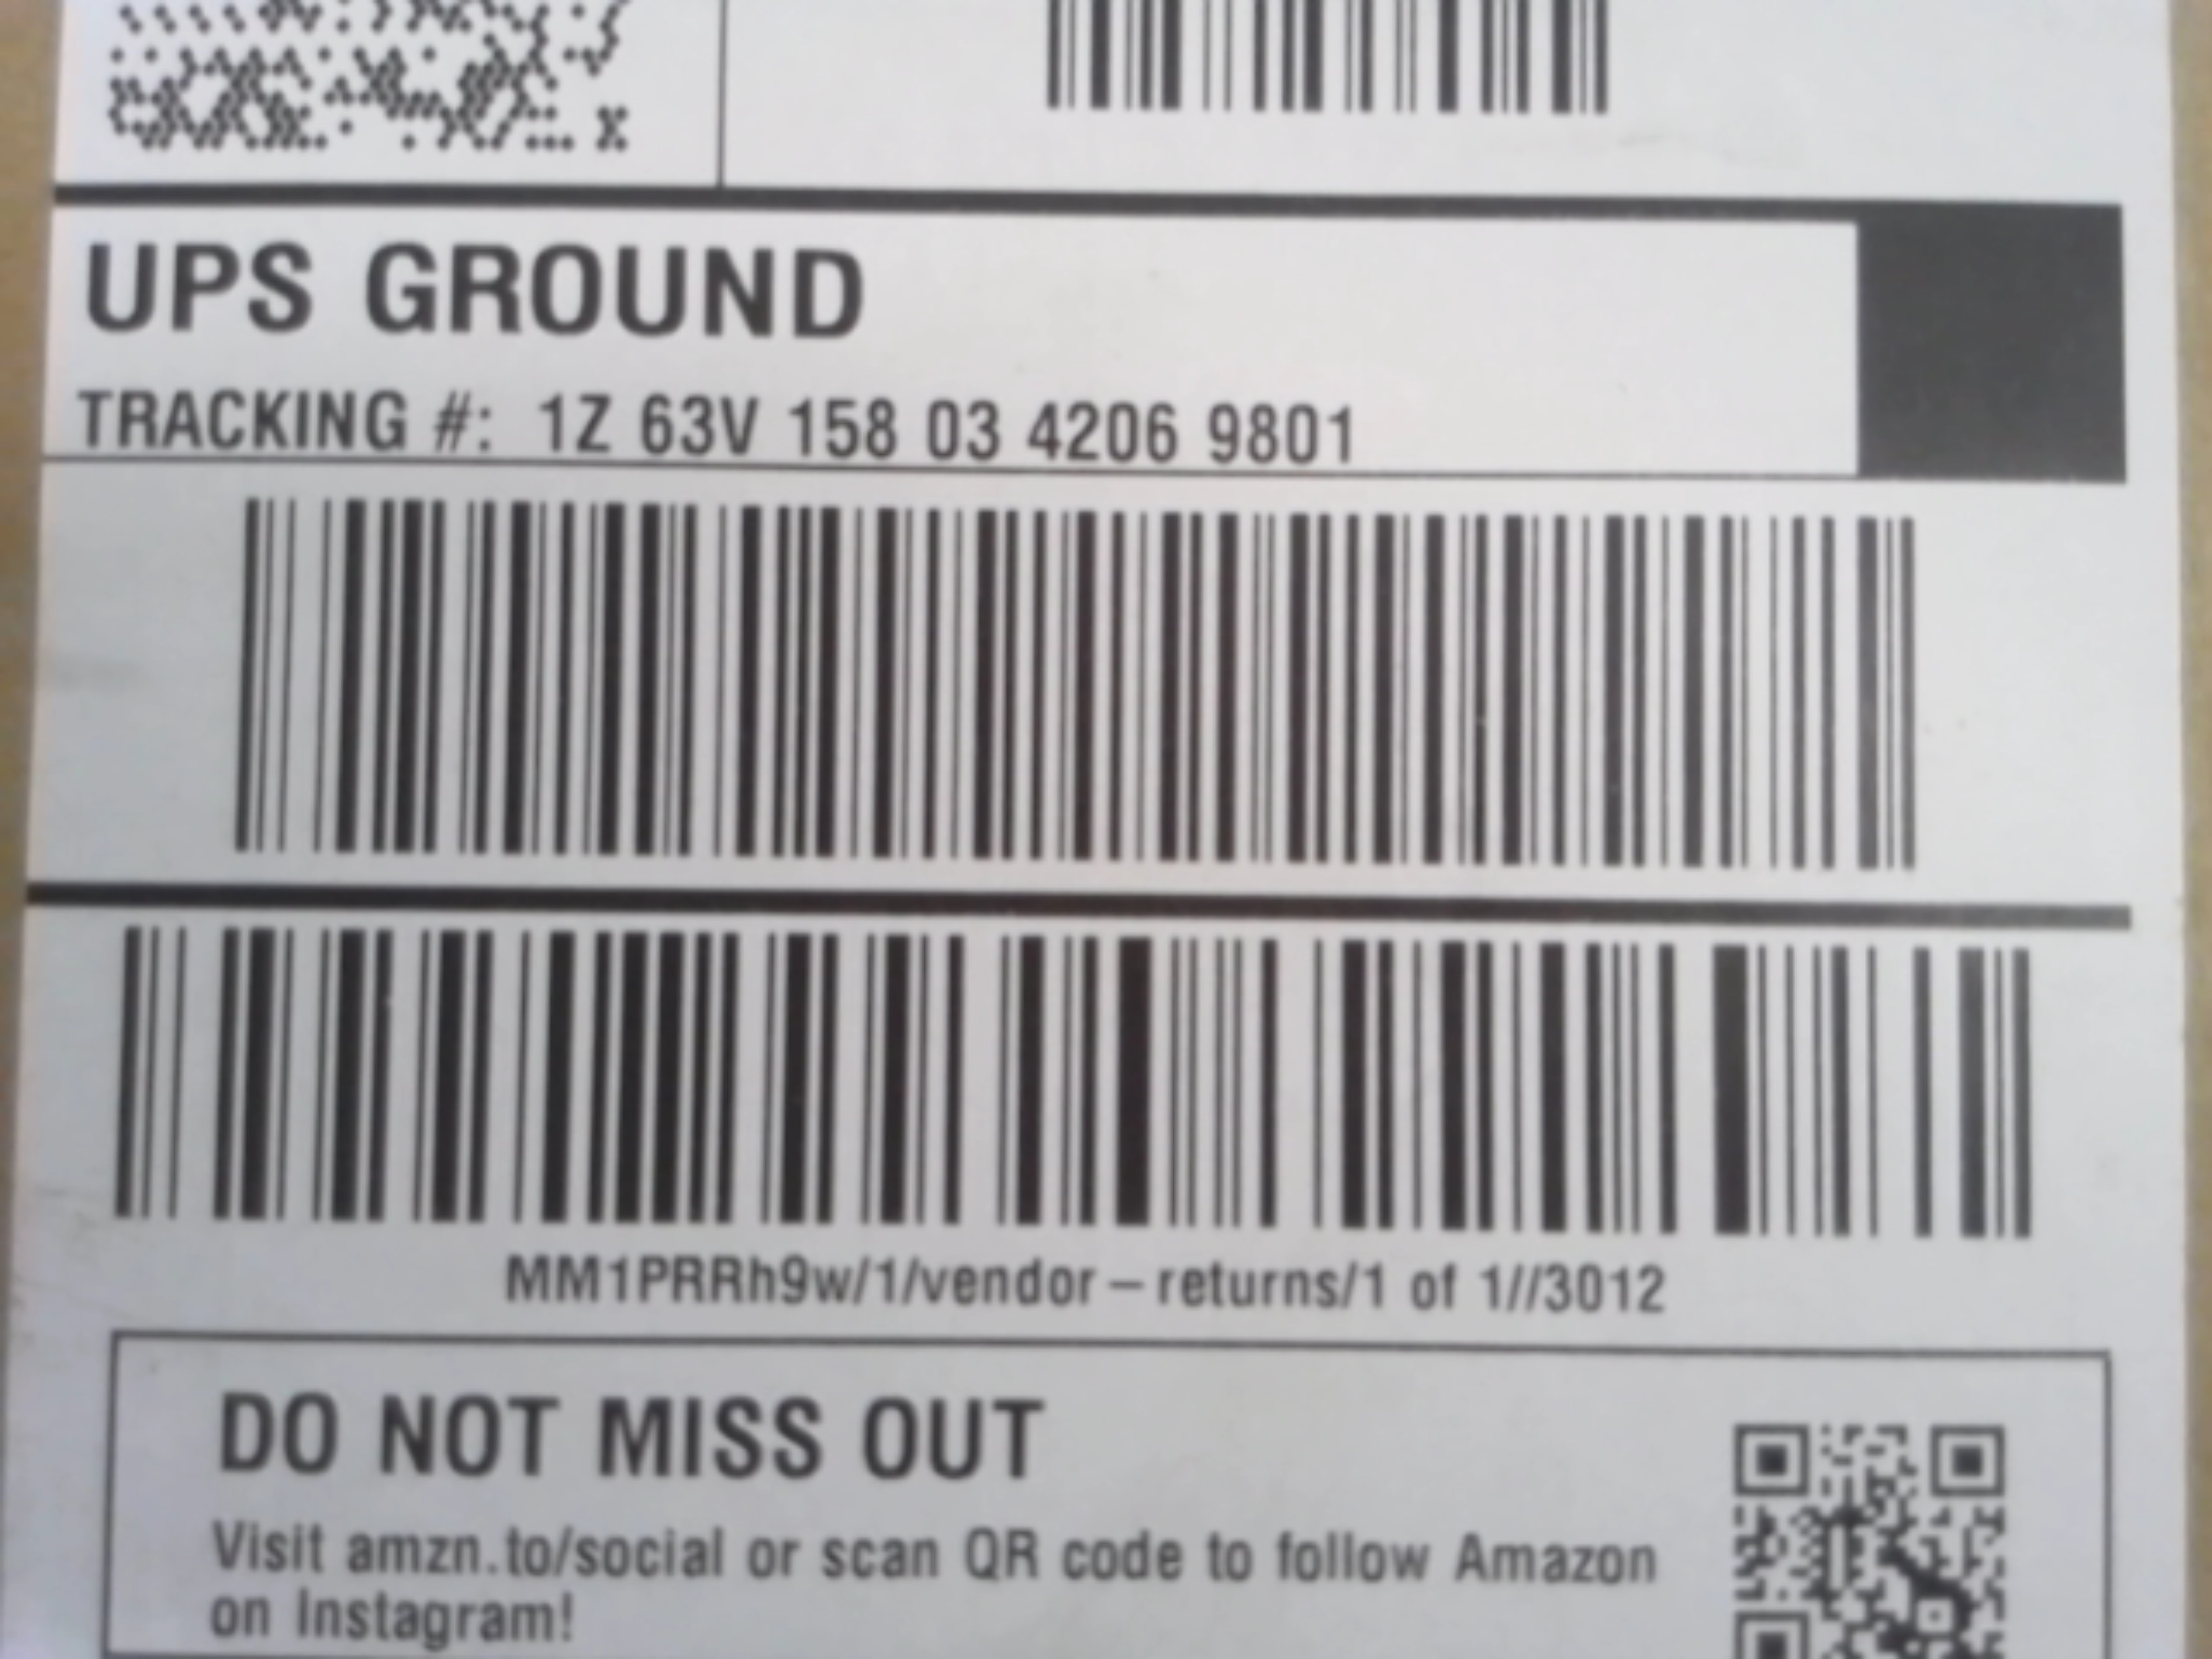 UPS GROUND
TRACKING #: 1Z 63V 158 03 4206 9801
MM1PRRh9w/1/vendor – returns/1 of 1//3012
DO NOT MISS OUT
Visit amzn.to/social or scan QR code to follow Amazon
on Instagram!